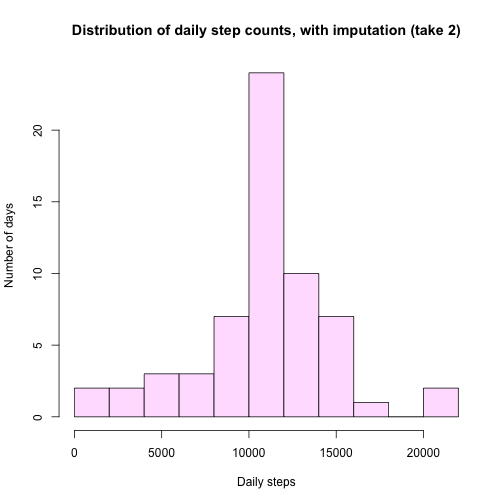 Distribution of daily step counts, with imputation (take 2)
Number of days
20
15
10
5
0
0 5000 10000 15000 20000
Daily steps